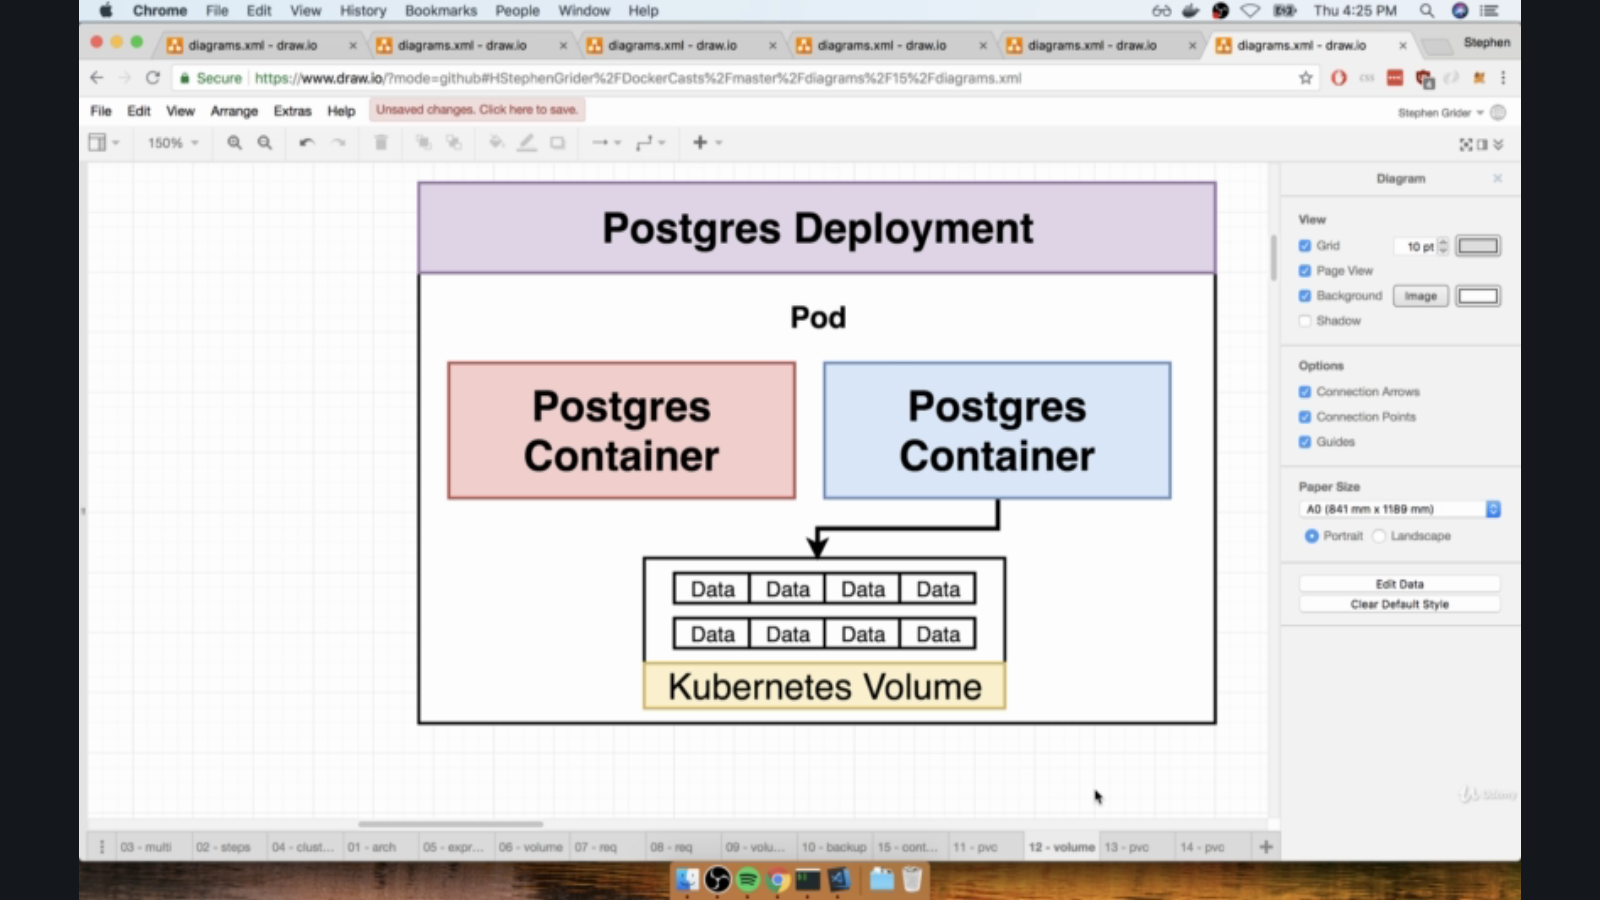 Chrome File Edit View History Bookmarks People Window Help Thu 4:25 PM
diagrams.xml - draw.io diagrams.xml - draw.io diagrams.xml - draw.io diagrams.xml - draw.io diagrams.xml - draw.io diagrams.xml - draw.io Stephen
Secure https://www.draw.io/?mode=github#HStephenGrider%2FDockerCasts%2Fmaster%2Fdiagrams%2F15%2Fdiagrams.xml
File Edit View Arrange Extras Help Unsaved changes. Click here to save. Stephen Grider
150%
Diagram
Postgres Deployment
Pod
Postgres
Container
Postgres
Container
Data Data Data Data
Data Data Data Data
Kubernetes Volume
View
Grid 10 pt
Page View
Background Image
Shadow
Options
Connection Arrows
Connection Points
Guides
Paper Size
A0 (841 mm x 1189 mm)
Portrait Landscape
Edit Data
Clear Default Style
Udemy
03 - multi 02 - steps 04 - clust... 01 - arch 05 - expr... 06 - volume 07 - req 08 - req 09 - volu... 10 - backup 15 - cont... 11 - pvc 12 - volume 13 - pvc 14 - pvc